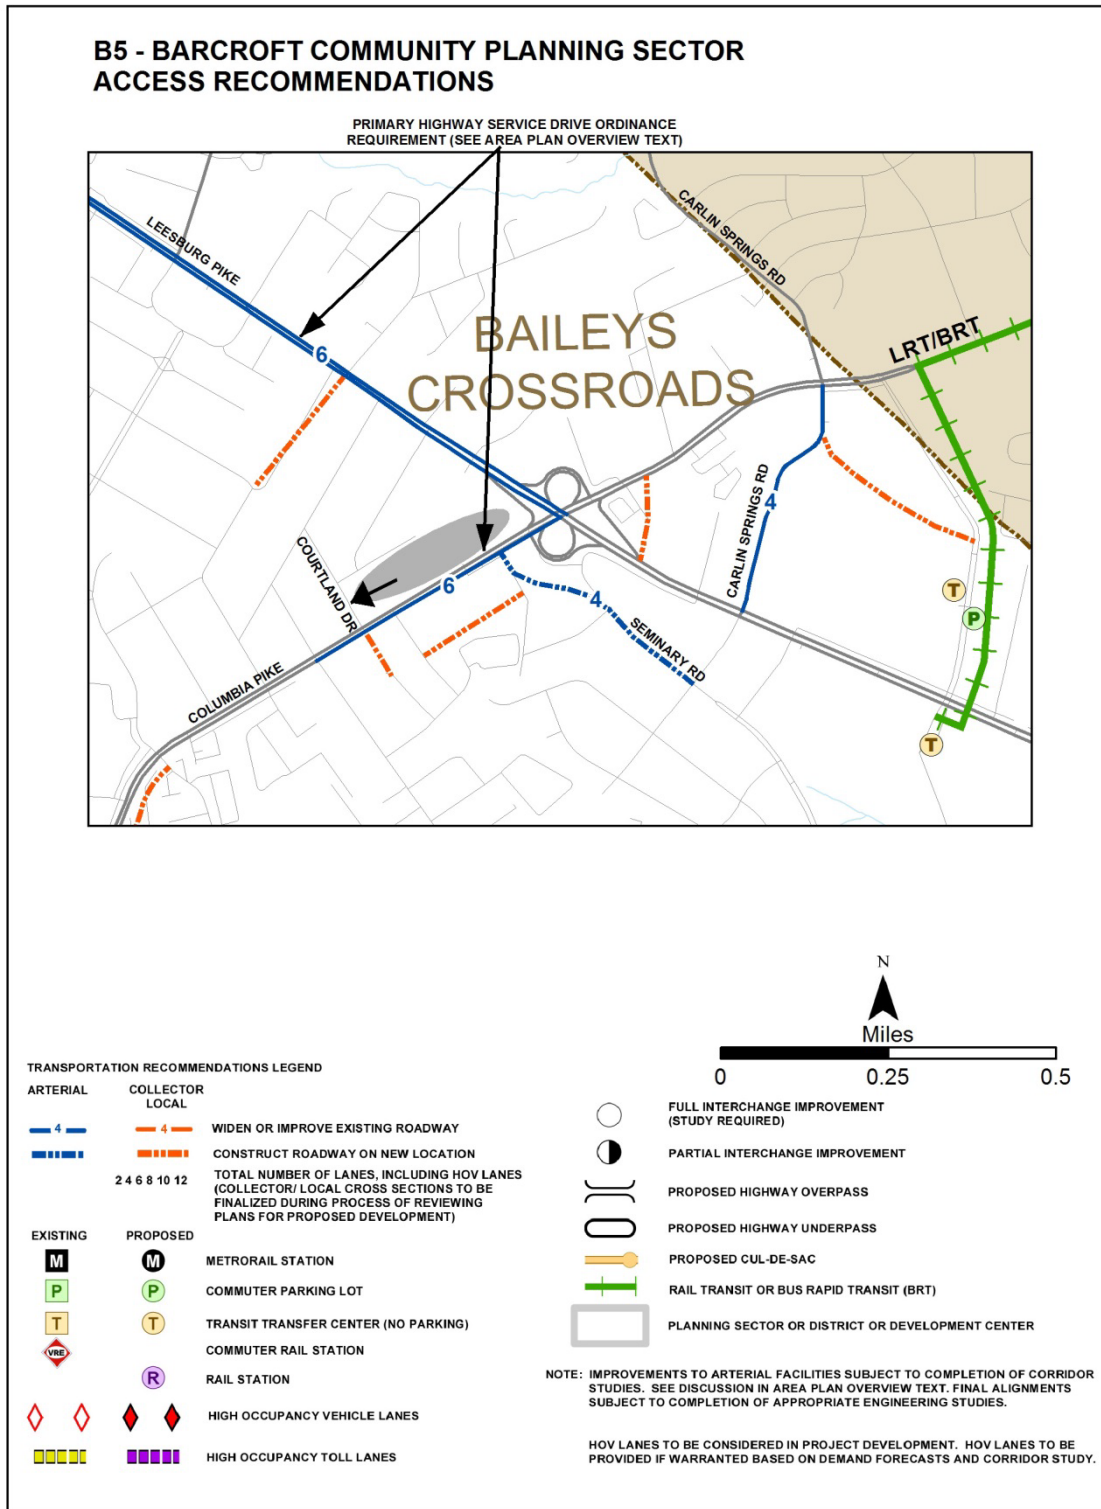 B5 - BARCROFT COMMUNITY PLANNING SECTOR
ACCESS RECOMMENDATIONS
PRIMARY HIGHWAY SERVICE DRIVE ORDINANCE
REQUIREMENT (SEE AREA PLAN OVERVIEW TEXT)
LEESBURG PIKE
CARLIN SPRINGS RD
BAILEYS
CROSSROADS
LRT/BRT
6
CARLIN SPRINGS RD
4
COURTLAND DR
6
4
SEMINARY RD
COLUMBIA PIKE
T
P
T
N
Miles
0 0.25 0.5
TRANSPORTATION RECOMMENDATIONS LEGEND
ARTERIAL COLLECTOR
LOCAL
4 4 WIDEN OR IMPROVE EXISTING ROADWAY
CONSTRUCT ROADWAY ON NEW LOCATION
2 4 6 8 10 12 TOTAL NUMBER OF LANES, INCLUDING HOV LANES
(COLLECTOR/ LOCAL CROSS SECTIONS TO BE
FINALIZED DURING PROCESS OF REVIEWING
PLANS FOR PROPOSED DEVELOPMENT)
EXISTING PROPOSED
M M METRORAIL STATION
P P COMMUTER PARKING LOT
T T TRANSIT TRANSFER CENTER (NO PARKING)
VRE COMMUTER RAIL STATION
R RAIL STATION
HIGH OCCUPANCY VEHICLE LANES
HIGH OCCUPANCY TOLL LANES
FULL INTERCHANGE IMPROVEMENT
(STUDY REQUIRED)
PARTIAL INTERCHANGE IMPROVEMENT
PROPOSED HIGHWAY OVERPASS
PROPOSED HIGHWAY UNDERPASS
PROPOSED CUL-DE-SAC
RAIL TRANSIT OR BUS RAPID TRANSIT (BRT)
PLANNING SECTOR OR DISTRICT OR DEVELOPMENT CENTER
NOTE: IMPROVEMENTS TO ARTERIAL FACILITIES SUBJECT TO COMPLETION OF CORRIDOR
STUDIES. SEE DISCUSSION IN AREA PLAN OVERVIEW TEXT. FINAL ALIGNMENTS
SUBJECT TO COMPLETION OF APPROPRIATE ENGINEERING STUDIES.
HOV LANES TO BE CONSIDERED IN PROJECT DEVELOPMENT. HOV LANES TO BE
PROVIDED IF WARRANTED BASED ON DEMAND FORECASTS AND CORRIDOR STUDY.